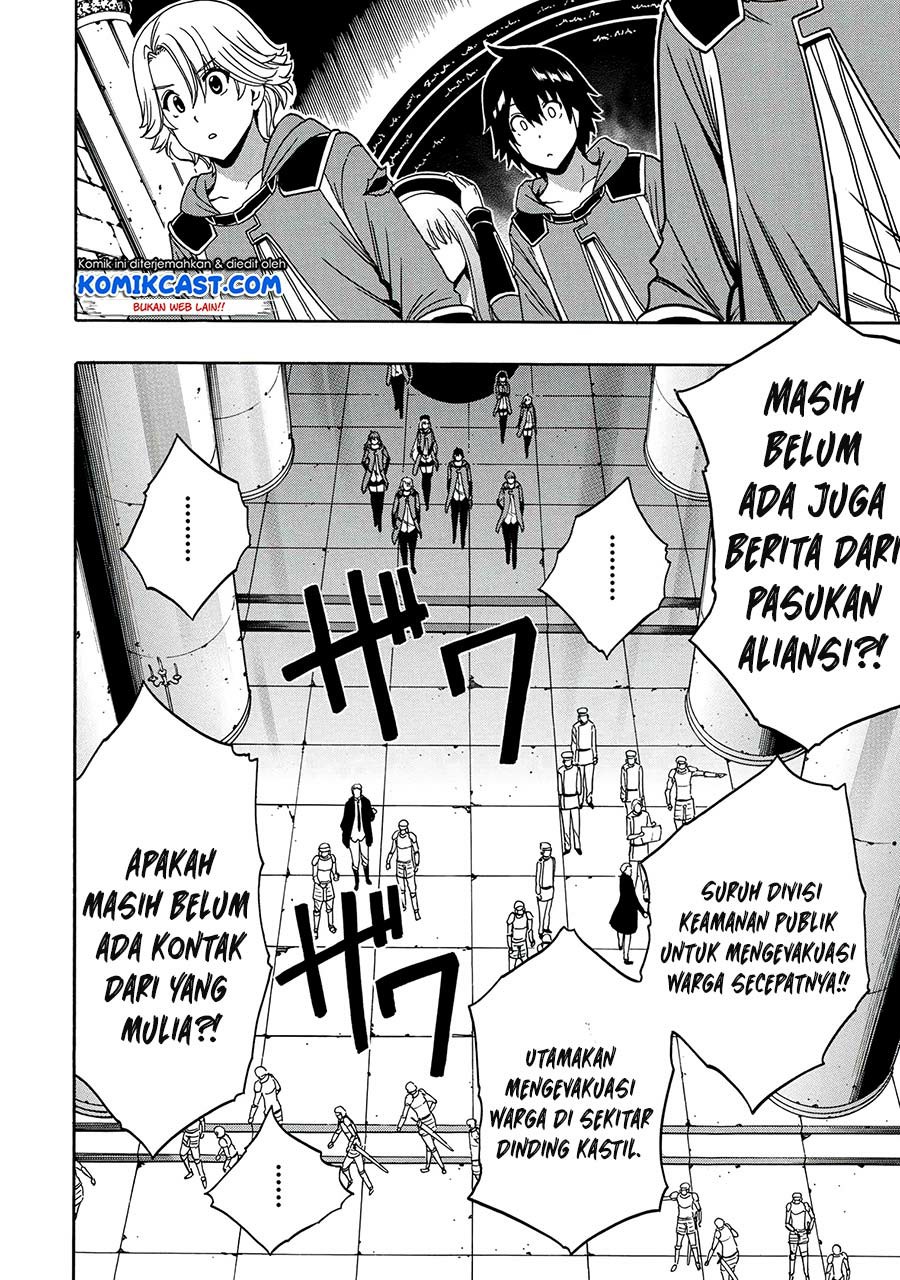 Komik ini diterjemahkan & diedit oleh
KOMIKCAST.COM
BUKAN WEB LAIN!!
MASIH
BELUM
ADA JUGA
BERITA DARI
PASUKAN
ALIANSI?!
........
........
ザワ
SURUH DIVISI
KEAMANAN PUBLIK
UNTUK MENGEVAKUASI
WARGA SECEPATNYA!!
APAKAH
MASIH BELUM
ADA KONTAK
DARI YANG
MULIA?!
ザワ
UTAMAKAN
MENGEVAKUASI
WARGA DI SEKITAR
DINDING KASTIL.
........